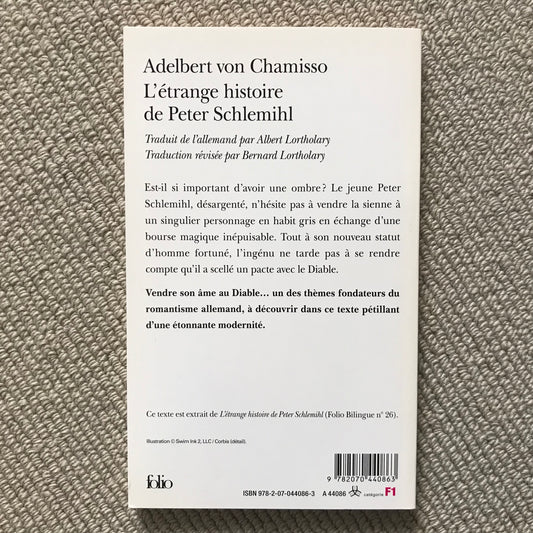 Adelbert von Chamisso
L'étrange histoire
de Peter Schlemihl
Traduit de l'allemand par Albert Lortholary
Traduction révisée par Bernard Lortholary
Est-il si important d'avoir une ombre? Le jeune Peter
Schlemihl, désargenté, n'hésite pas à vendre la sienne à
un singulier personnage en habit gris en échange d'une
bourse magique inépuisable. Tout à son nouveau statut
d'homme fortuné, l'ingénu ne tarde pas à se rendre
compte qu'il a scellé un pacte avec le Diable.
Vendre son âme au Diable... un des thèmes fondateurs du
romantisme allemand, à découvrir dans ce texte pétillant
d'une étonnante modernité.
Ce texte est extrait de L'étrange histoire de Peter Schlemihl (Folio Bilingue n° 26).
Illustration © Swim Ink 2, LLC / Corbis (détail).
9 782070 440863
folio
ISBN 978-2-07-044086-3 A 44086 catégorie F1